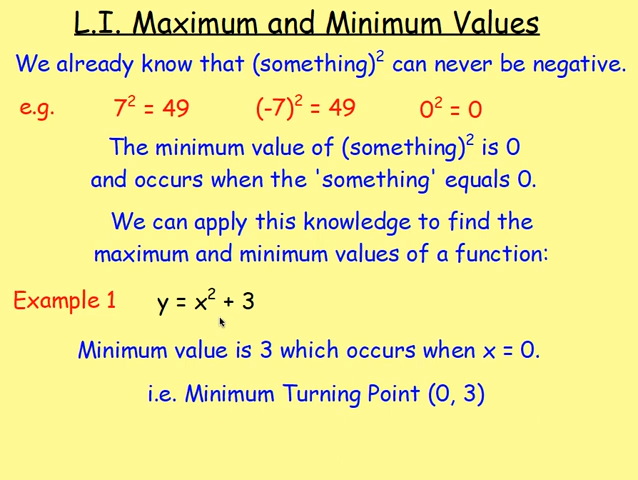 L.I. Maximum and Minimum Values
We already know that (something)² can never be negative.
e.g. 7² = 49 (-7)² = 49 0² = 0
The minimum value of (something)² is 0
and occurs when the 'something' equals 0.
We can apply this knowledge to find the
maximum and minimum values of a function:
Example 1 y = x² + 3
Minimum value is 3 which occurs when x = 0.
i.e. Minimum Turning Point (0, 3)